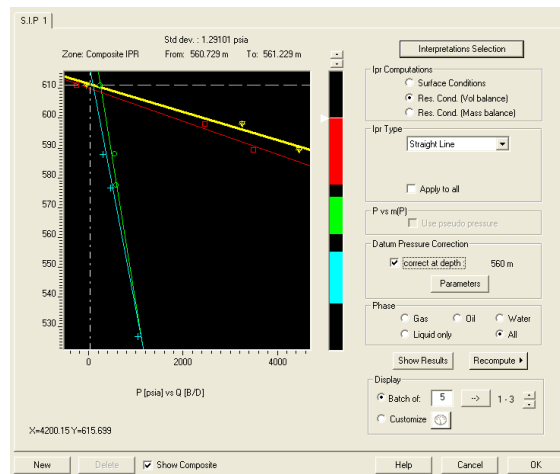 S.I.P 1
Std dev. : 1.29101 psia
Zone: Composite IPR From: 560.729 m To: 561.229 m
610
600
590
580
570
560
550
540
530
0 2000 4000
P [psia] vs Q [B/D]
X=4200.15 Y=615.699
Interpretations Selection
Ipr Computations
Surface Conditions
Res. Cond. (Vol balance)
Res. Cond. (Mass balance)
Ipr Type
Straight Line
Apply to all
P vs m(P)
Use pseudo pressure
Datum Pressure Correction
correct at depth : 560 m
Parameters
Phase
Gas Oil Water
Liquid only All
Show Results Recompute
Display
Batch of: 5 --> 1 - 3
Customize
New Delete Show Composite Help Cancel OK